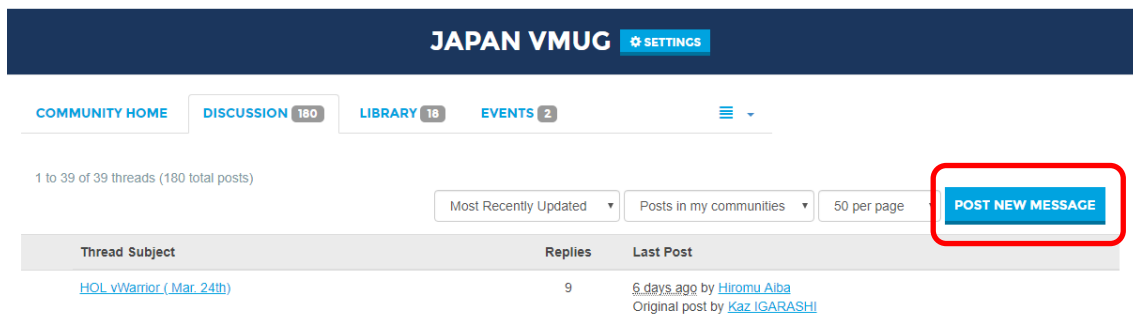 JAPAN VMUG SETTINGS
COMMUNITY HOME DISCUSSION 180 LIBRARY 18 EVENTS 2
1 to 39 of 39 threads (180 total posts)
Most Recently Updated Posts in my communities 50 per page POST NEW MESSAGE
Thread Subject Replies Last Post
HOL vWarrior ( Mar. 24th) 9 6 days ago by Hiromu Aiba
Original post by Kaz IGARASHI